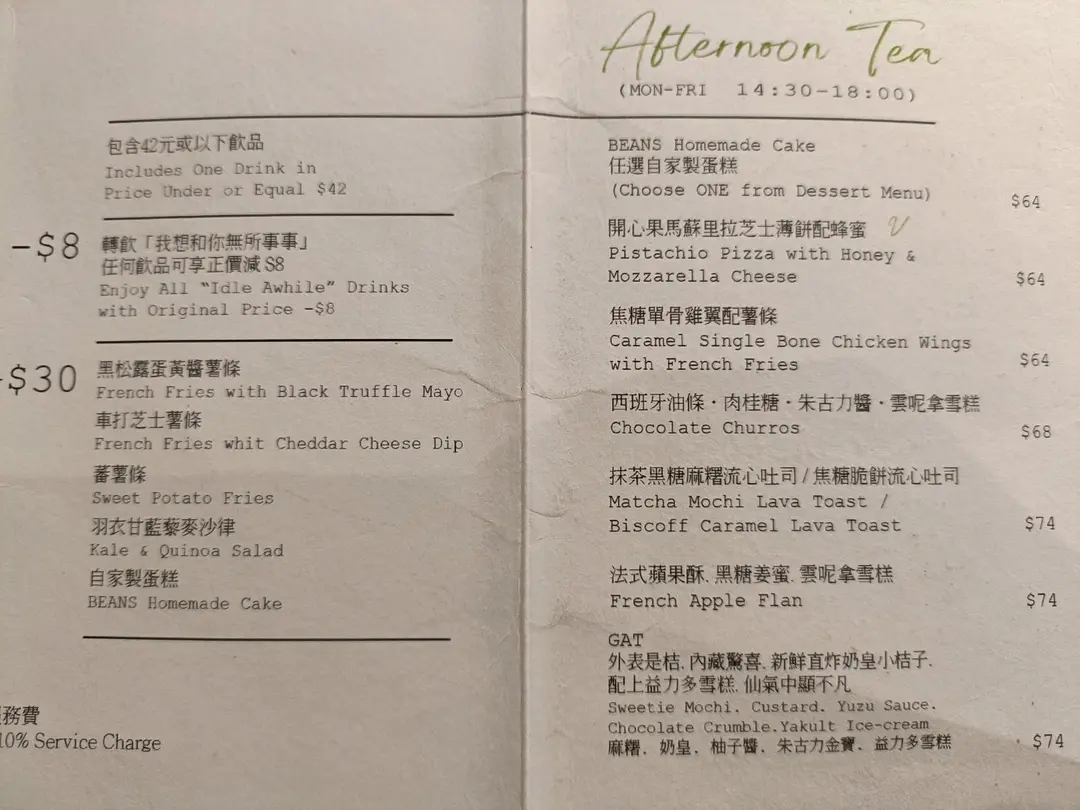 包含42元或以下飲品
Includes One Drink in
Price Under or Equal $42
-$8
轉飲「我想和你無所事事」
任何飲品可享正價減$8
Enjoy All “Idle Awhile” Drinks
with Original Price -$8
-$30
黑松露蛋黃醬薯條
French Fries with Black Truffle Mayo
車打芝士薯條
French Fries whit Cheddar Cheese Dip
蕃薯條
Sweet Potato Fries
羽衣甘藍藜麥沙律
Kale & Quinoa Salad
自家製蛋糕
BEANS Homemade Cake
務費
10% Service Charge
Afternoon Tea
(MON-FRI 14:30-18:00)
BEANS Homemade Cake
任選自家製蛋糕
(Choose ONE from Dessert Menu) $64
開心果馬蘇里拉芝士薄餅配蜂蜜 V
Pistachio Pizza with Honey &
Mozzarella Cheese $64
焦糖單骨雞翼配薯條
Caramel Single Bone Chicken Wings
with French Fries $64
西班牙油條·肉桂糖·朱古力醬·雲呢拿雪糕
Chocolate Churros $68
抹茶黑糖麻糬流心吐司/焦糖脆餅流心吐司
Matcha Mochi Lava Toast /
Biscoff Caramel Lava Toast $74
法式蘋果酥. 黑糖姜蜜. 雲呢拿雪糕
French Apple Flan $74
GAT
外表是桔. 內藏驚喜. 新鮮直炸奶皇小桔子.
配上益力多雪糕. 仙氣中顯不凡
Sweetie Mochi. Custard. Yuzu Sauce.
Chocolate Crumble.Yakult Ice-cream
麻糬. 奶皇. 柚子醬. 朱古力金寶. 益力多雪糕 $74